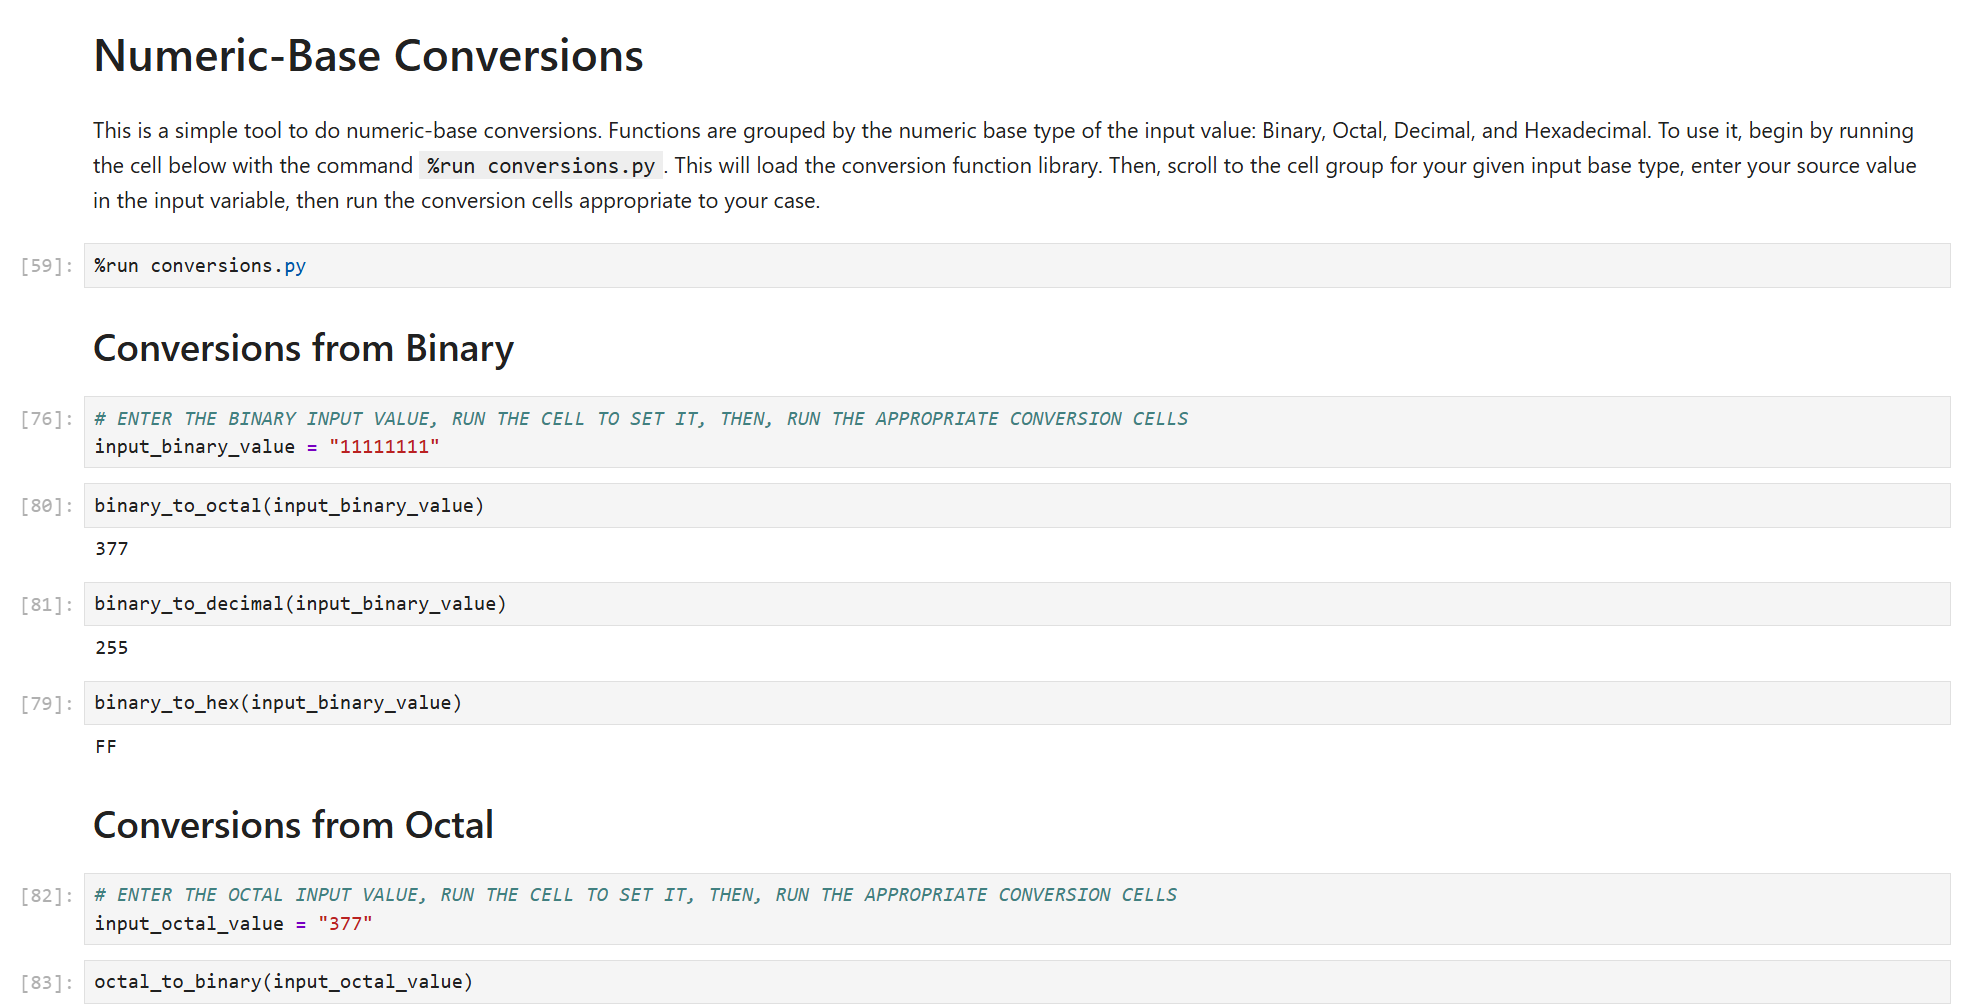 Numeric-Base Conversions
This is a simple tool to do numeric-base conversions. Functions are grouped by the numeric base type of the input value: Binary, Octal, Decimal, and Hexadecimal. To use it, begin by running
the cell below with the command %run conversions.py. This will load the conversion function library. Then, scroll to the cell group for your given input base type, enter your source value
in the input variable, then run the conversion cells appropriate to your case.
[59]: %run conversions.py
Conversions from Binary
[76]: # ENTER THE BINARY INPUT VALUE, RUN THE CELL TO SET IT, THEN, RUN THE APPROPRIATE CONVERSION CELLS
input_binary_value = "11111111"
[80]: binary_to_octal(input_binary_value)
377
[81]: binary_to_decimal(input_binary_value)
255
[79]: binary_to_hex(input_binary_value)
FF
Conversions from Octal
[82]: # ENTER THE OCTAL INPUT VALUE, RUN THE CELL TO SET IT, THEN, RUN THE APPROPRIATE CONVERSION CELLS
input_octal_value = "377"
[83]: octal_to_binary(input_octal_value)